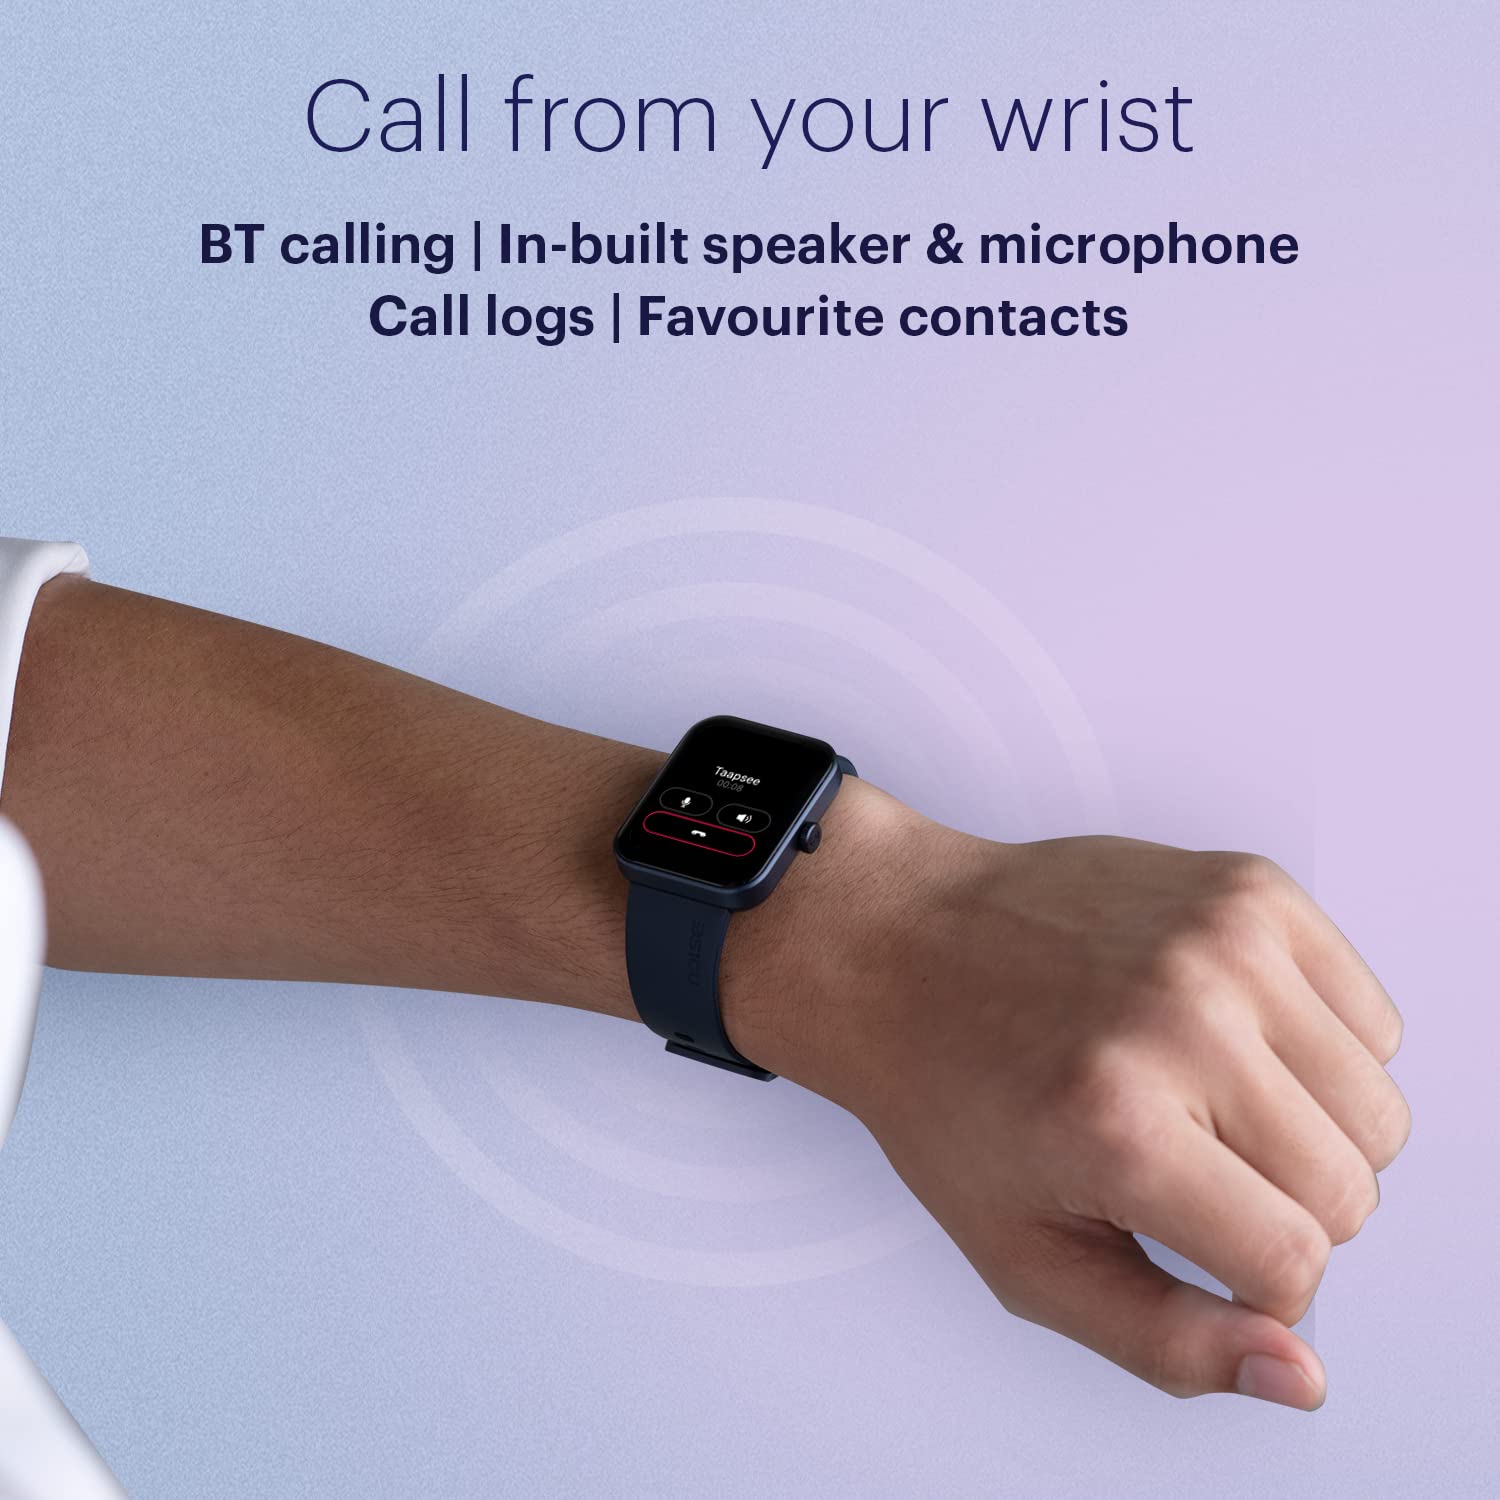 Call from your wrist
BT calling | In-built speaker & microphone
Call logs | Favourite contacts
Taapsee
00:08
noise